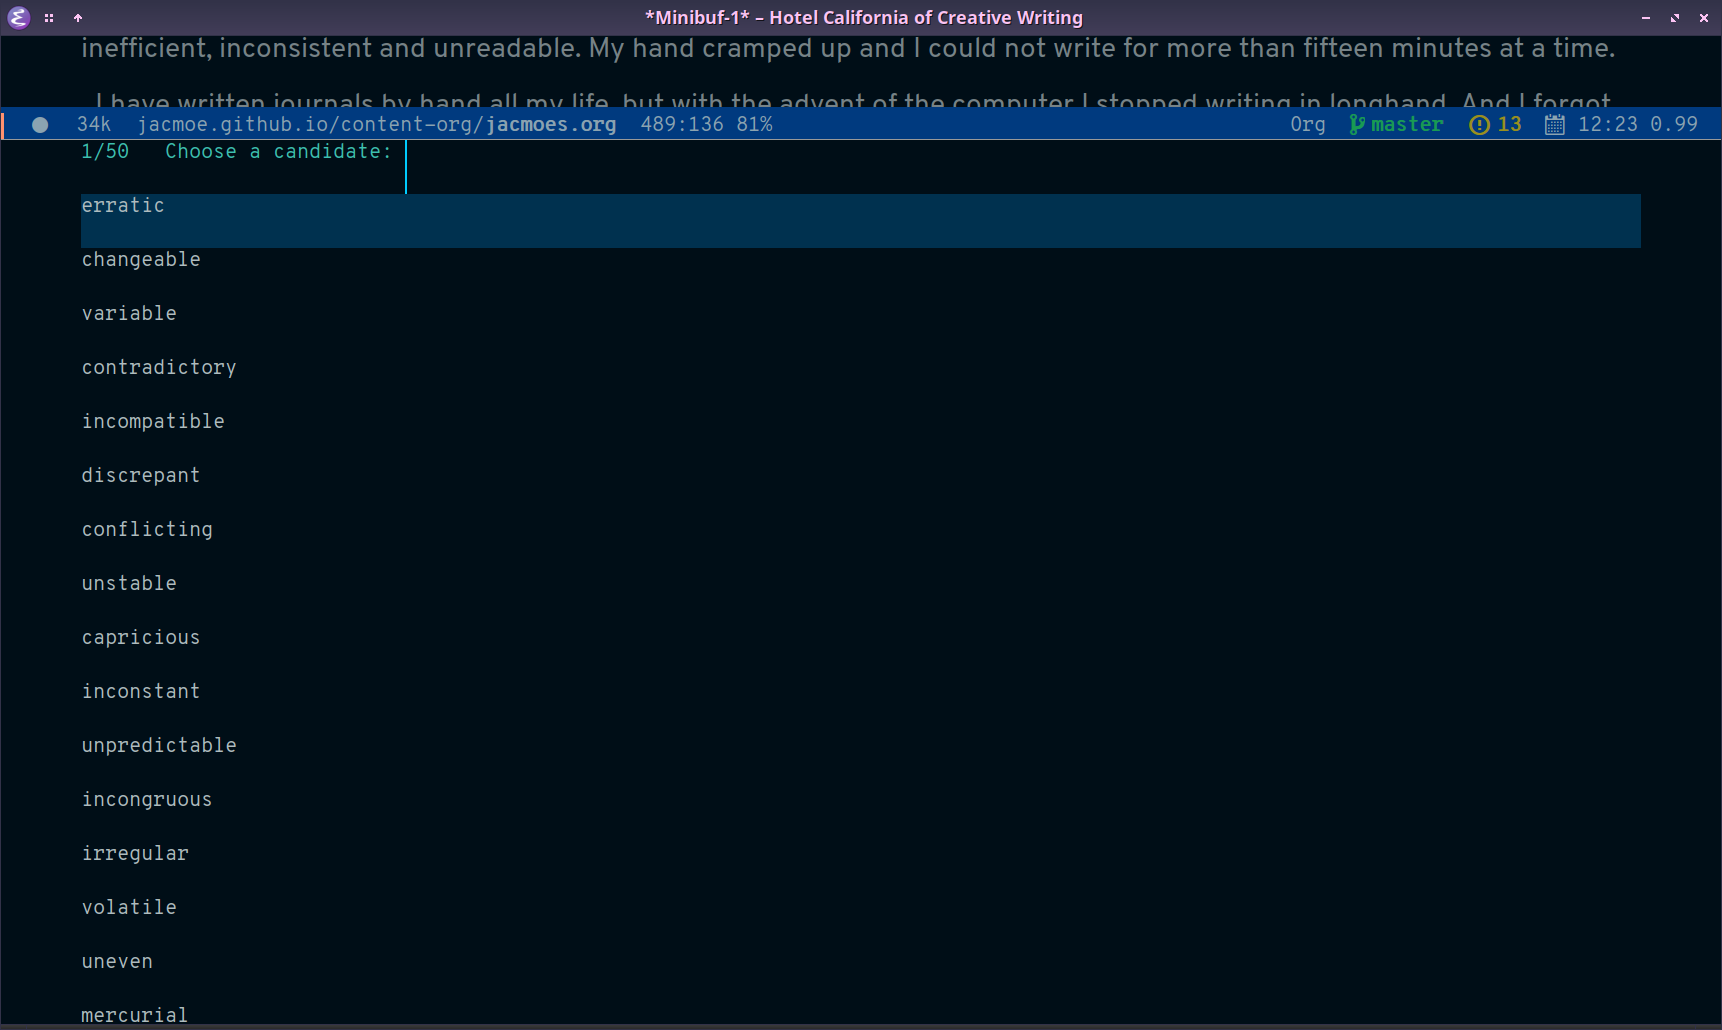 *Minibuf-1* – Hotel California of Creative Writing
inefficient, inconsistent and unreadable. My hand cramped up and I could not write for more than fifteen minutes at a time.
I have written journals by hand all my life, but with the advent of the computer I stopped writing in longhand. And I forgot
34k jacmoe.github.io/content-org/jacmoes.org 489:136 81% Org master 13 12:23 0.99
1/50 Choose a candidate:
erratic
changeable
variable
contradictory
incompatible
discrepant
conflicting
unstable
capricious
inconstant
unpredictable
incongruous
irregular
volatile
uneven
mercurial